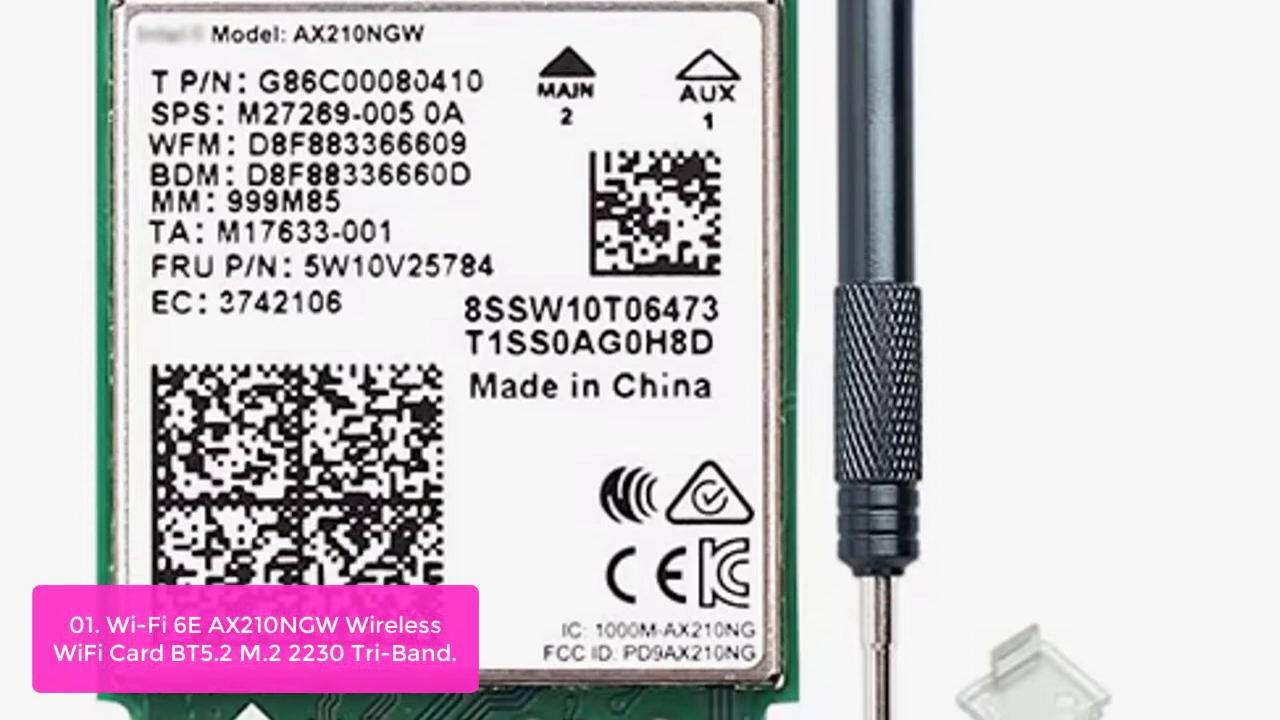 Model: AX210NGW
T P/N: G86C00080410
SPS: M27269-005 0A
WFM: D8F883366609
BDM: D8F88336660D
MM: 999M85
TA: M17633-001
FRU P/N: 5W10V25784
EC: 3742106
MAIN
2
AUX
1
8SSW10T06473
T1SS0AG0H8D
Made in China
CE
IC: 1000M-AX210NG
FCC ID: PD9AX210NG
01. Wi-Fi 6E AX210NGW Wireless
WiFi Card BT5.2 M.2 2230 Tri-Band.